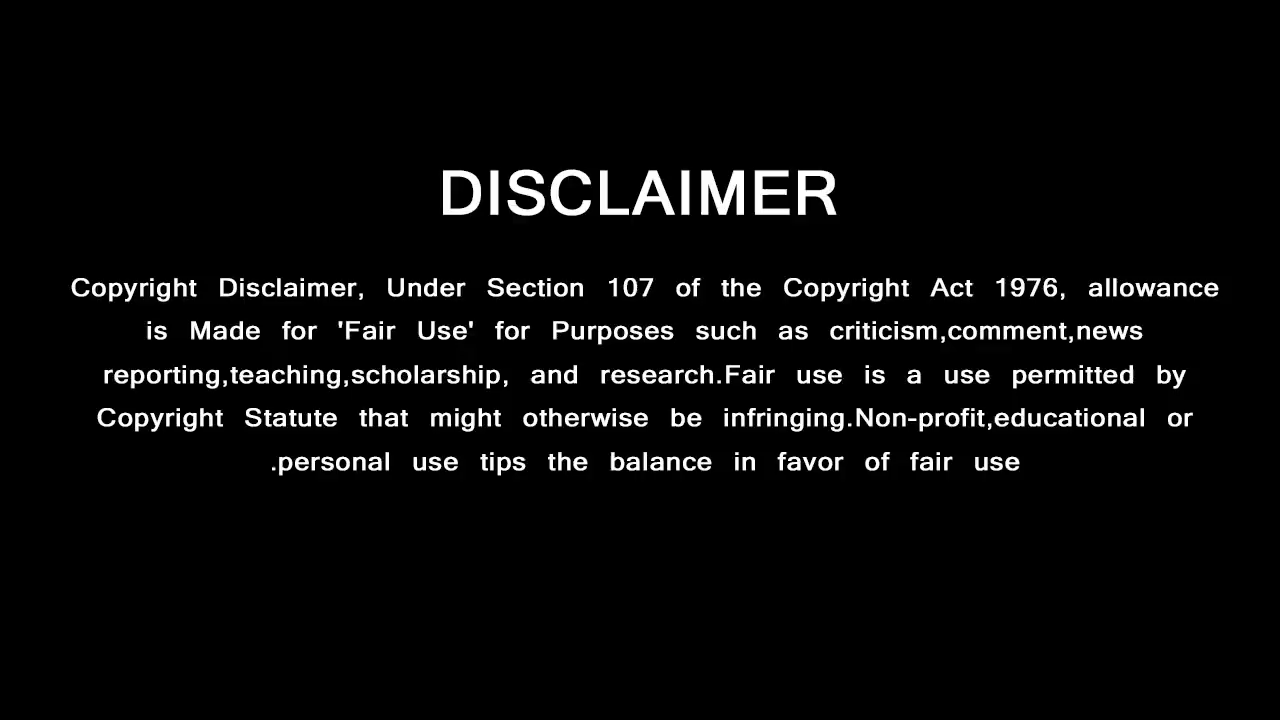 DISCLAIMER
Copyright Disclaimer, Under Section 107 of the Copyright Act 1976, allowance
is Made for 'Fair Use' for Purposes such as criticism,comment,news
reporting,teaching,scholarship, and research.Fair use is a use permitted by
Copyright Statute that might otherwise be infringing.Non-profit,educational or
.personal use tips the balance in favor of fair use